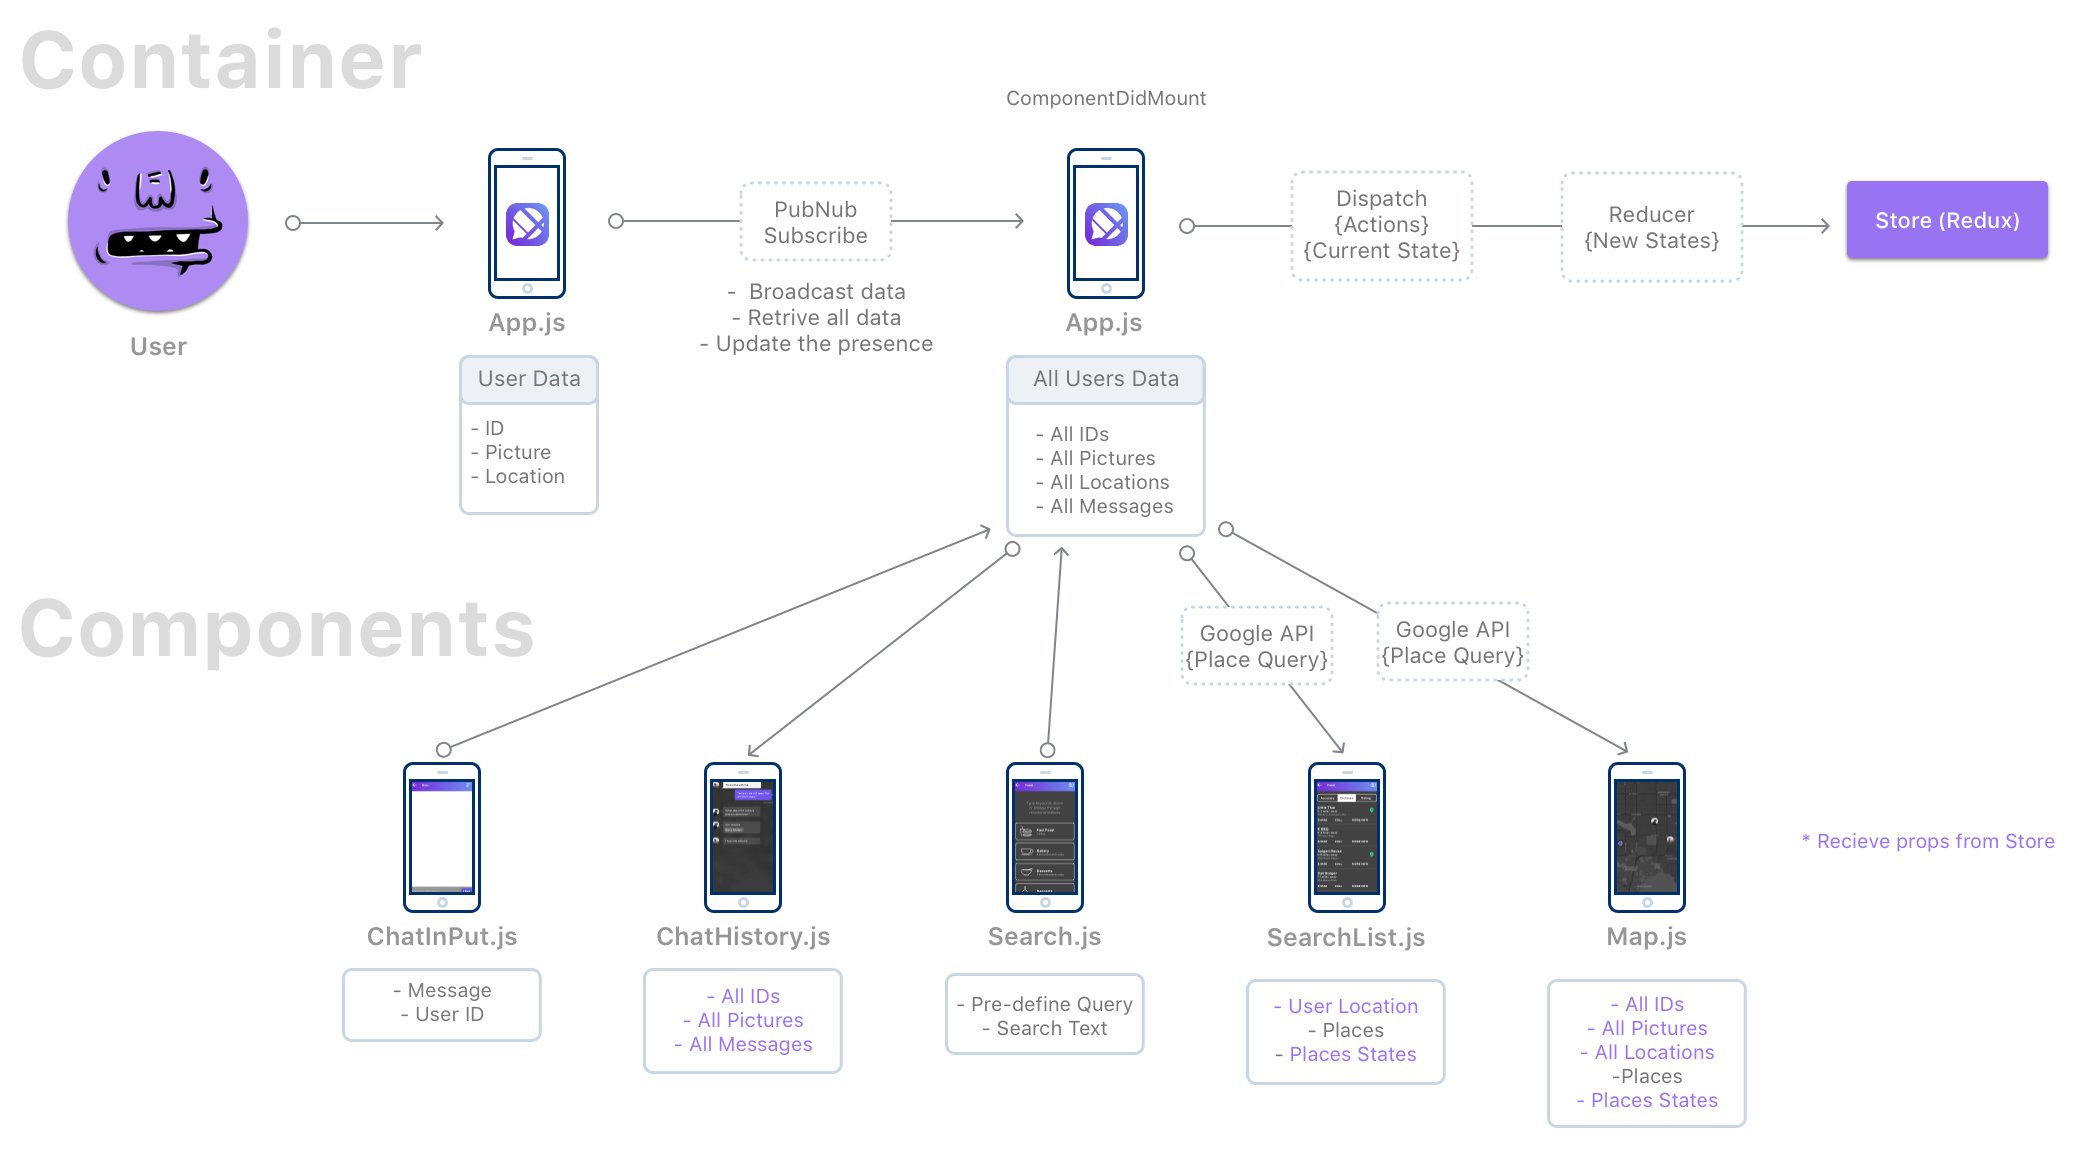 Container
ComponentDidMount
PubNub
Subscribe
Dispatch
{Actions}
{Current State}
Reducer
{New States}
Store (Redux)
-  Broadcast data
- Retrive all data
- Update the presence
User
App.js
App.js
User Data
- ID
- Picture
- Location
All Users Data
- All IDs
- All Pictures
- All Locations
- All Messages
Components
Google API
{Place Query}
Google API
{Place Query}
* Recieve props from Store
ChatInPut.js
ChatHistory.js
Search.js
SearchList.js
Map.js
- Message
- User ID
- All IDs
- All Pictures
- All Messages
- Pre-define Query
- Search Text
- User Location
- Places
- Places States
- All IDs
- All Pictures
- All Locations
-Places
- Places States